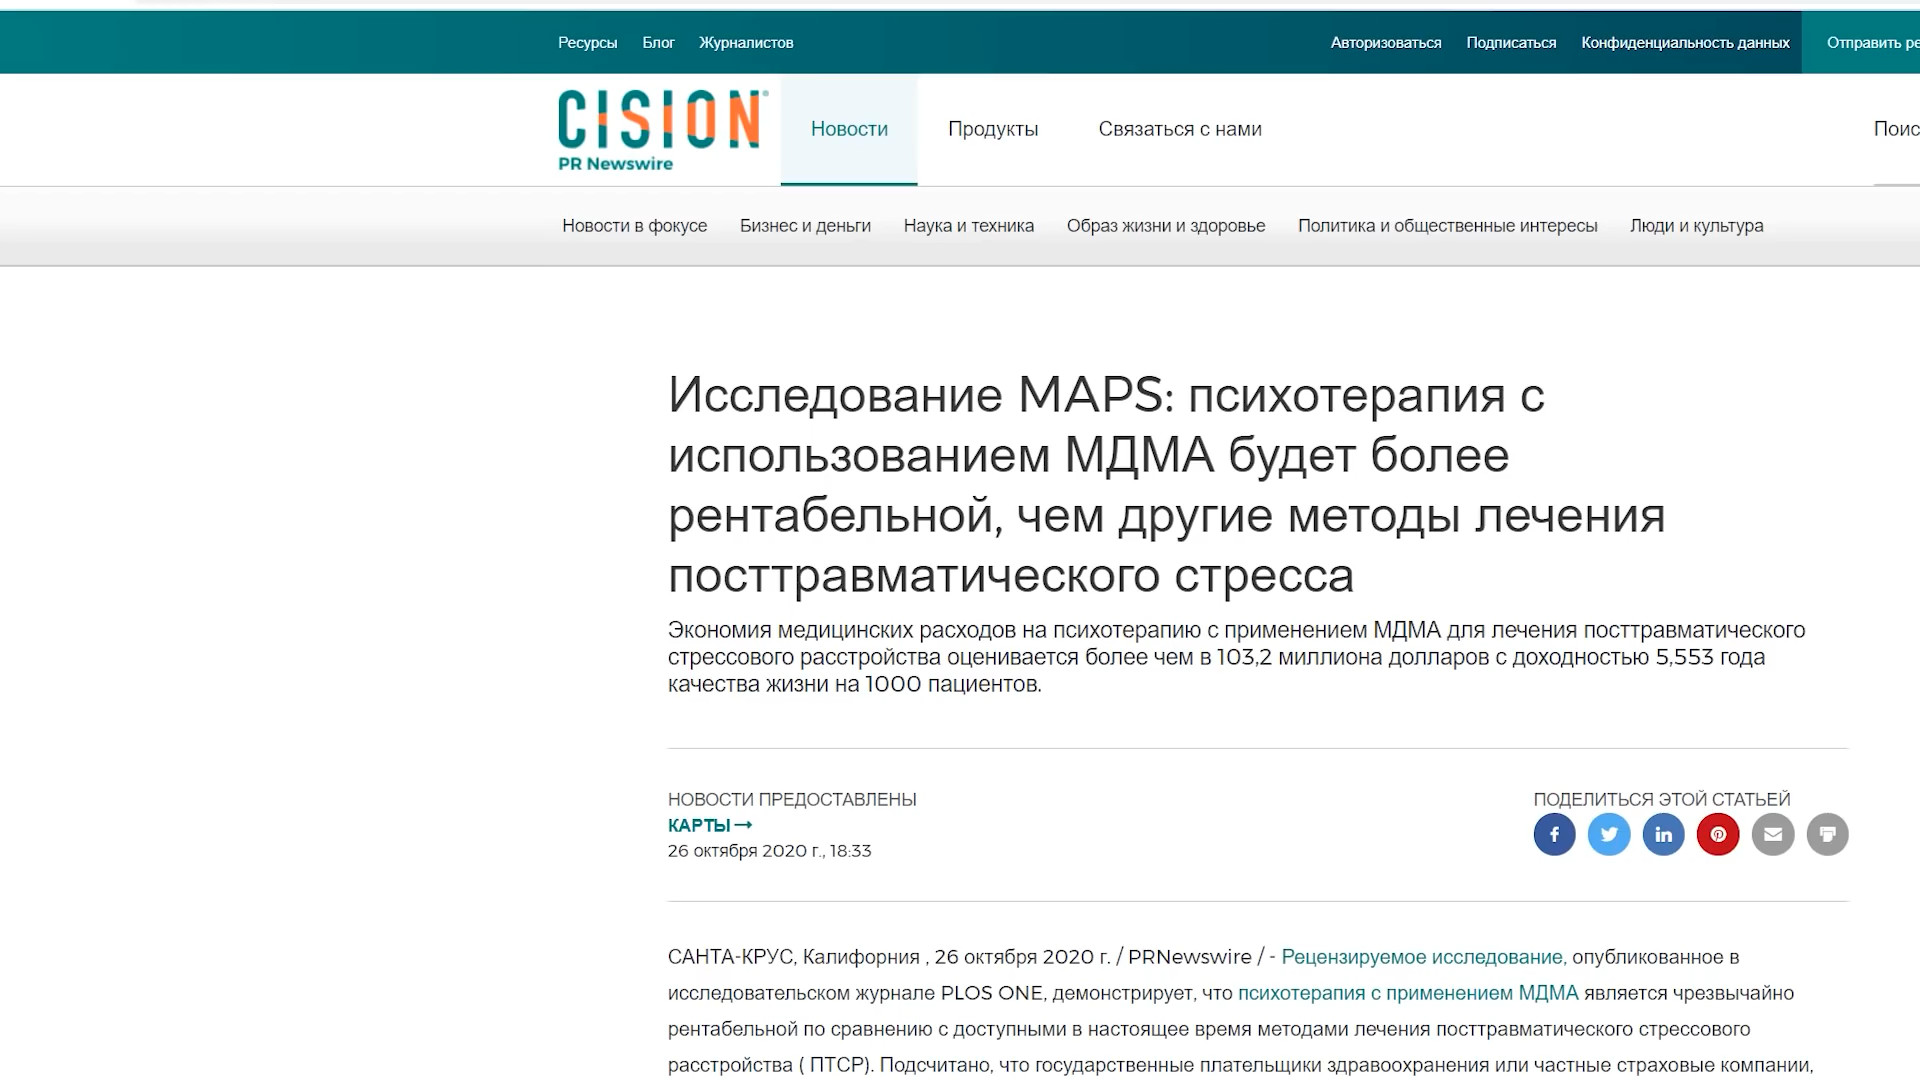 Ресурсы Блог Журналистов Авторизоваться Подписаться Конфиденциальность данных Отправить
CISION
PR Newswire
Новости Продукты Связаться с нами
Новости в фокусе Бизнес и деньги Наука и техника Образ жизни и здоровье Политика и общественные интересы Люди и культура
Исследование MAPS: психотерапия с
использованием МДМА будет более
рентабельной, чем другие методы лечения
посттравматического стресса
Экономия медицинских расходов на психотерапию с применением МДМА для лечения посттравматического
стрессового расстройства оценивается более чем в 103,2 миллиона долларов с доходностью 5,553 года
качества жизни на 1000 пациентов.
НОВОСТИ ПРЕДОСТАВЛЕНЫ
КАРТЫ→
26 октября 2020 г., 18:33
ПОДЕЛИТЬСЯ ЭТОЙ СТАТЬЕЙ
САНТА-КРУС, Калифорния , 26 октября 2020 г. / PRNewswire / - Рецензируемое исследование, опубликованное в
исследовательском журнале PLOS ONE, демонстрирует, что психотерапия с применением МДМА является чрезвычайно
рентабельной по сравнению с доступными в настоящее время методами лечения посттравматического стрессового
расстройства ( ПТСР). Подсчитано, что государственные плательщики здравоохранения или частные страховые компании,